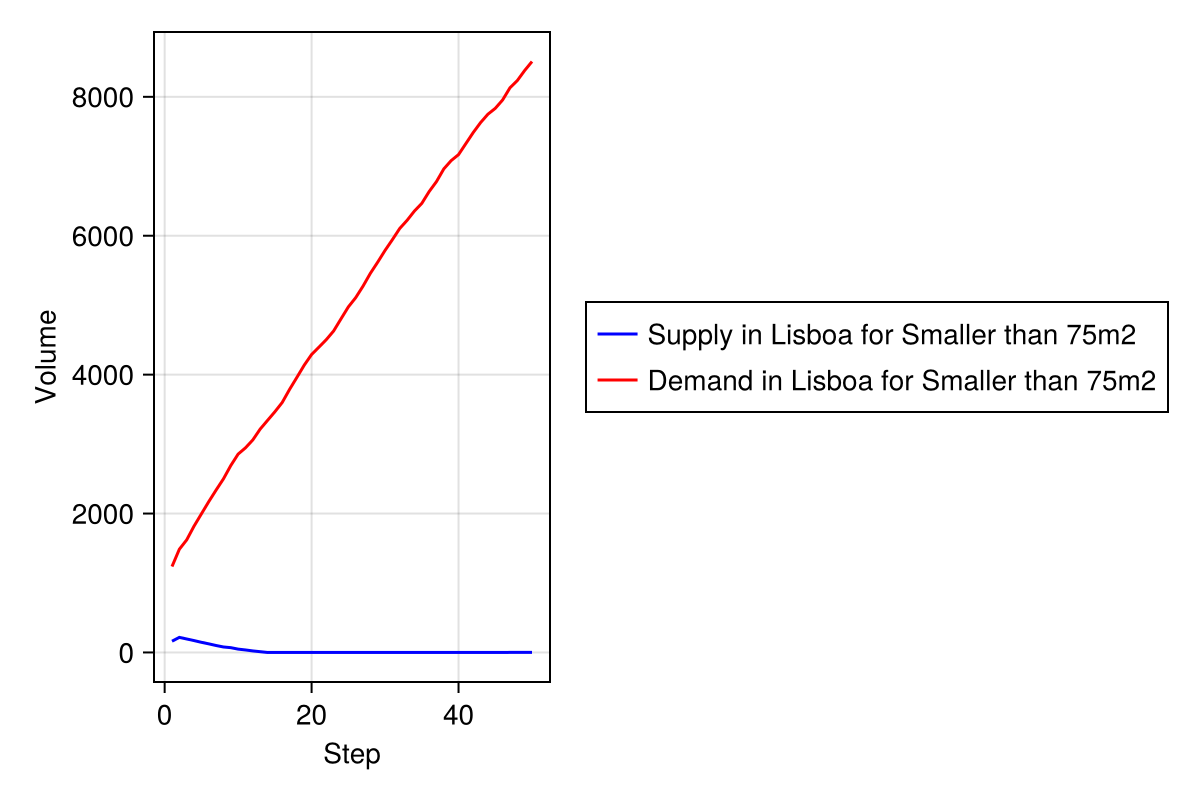 8000
6000
4000
2000
0
Volume
0 20 40
Step
Supply in Lisboa for Smaller than 75m2
Demand in Lisboa for Smaller than 75m2